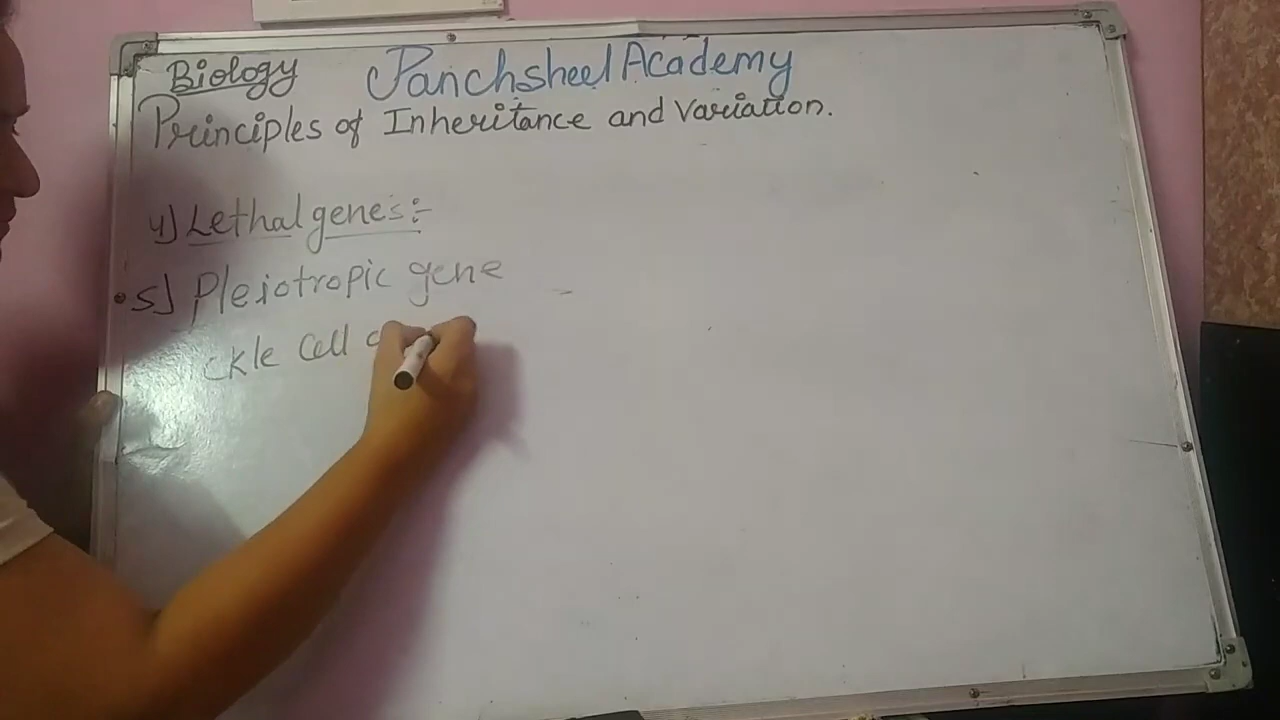 Biology Panchsheel Academy
Principles of Inheritance and Variation.
4) Lethal genes :-
5) Pleiotropic gene
ckle cell